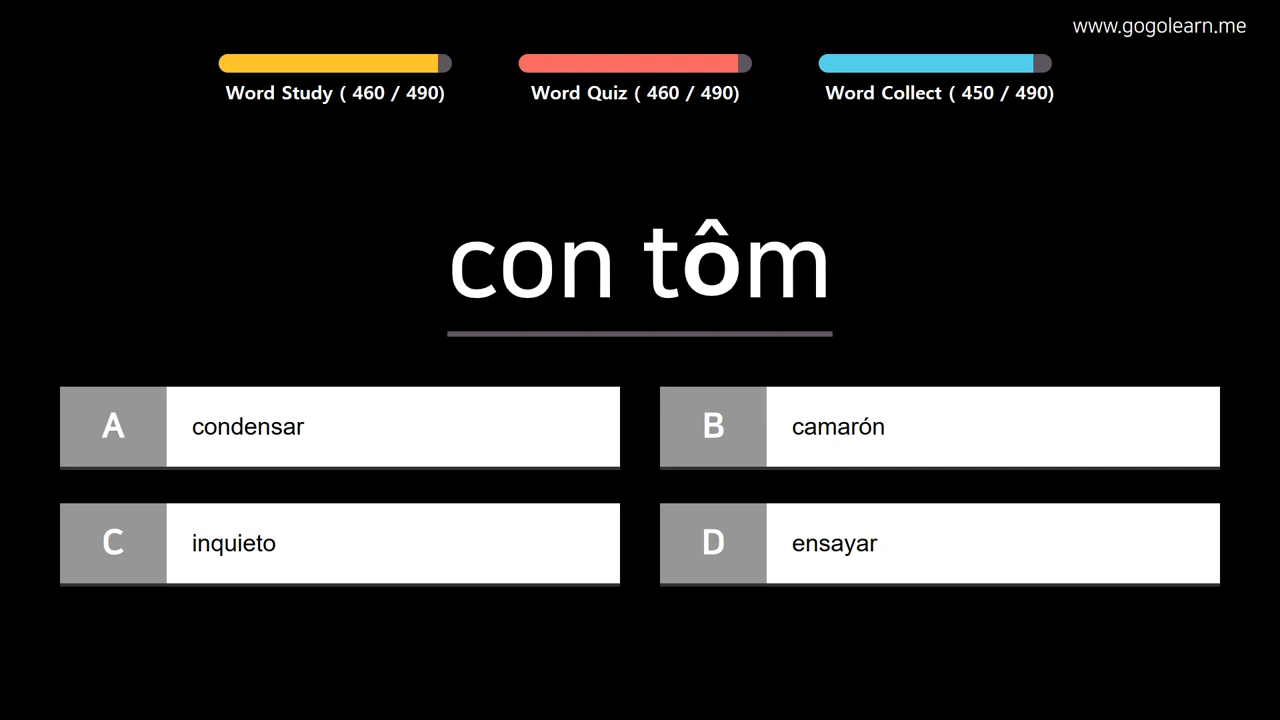 www.gogolearn.me
Word Study ( 460 / 490)
Word Quiz ( 460 / 490)
Word Collect ( 450 / 490)
con tôm
A
condensar
B
camarón
C
inquieto
D
ensayar